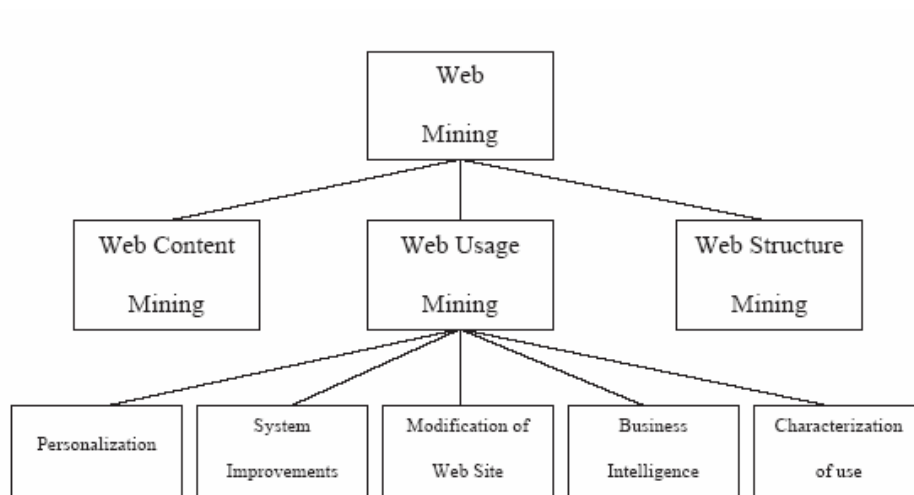 Web
Mining
Web Content
Mining
Web Usage
Mining
Web Structure
Mining
Personalization
System
Improvements
Modification of
Web Site
Business
Intelligence
Characterization
of use